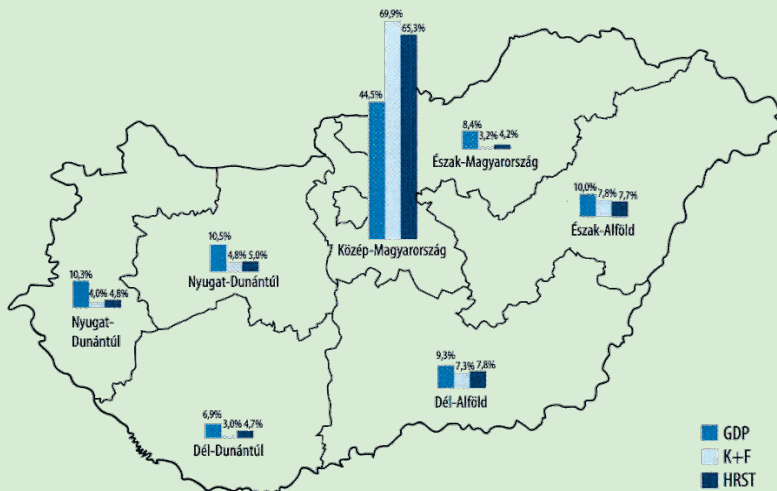 69,9%
65,3%
44,5%
Közép-Magyarország
8,4%
3,2% 4,2%
Észak-Magyarország
10,0%
7,8% 7,7%
Észak-Alföld
10,5%
4,8% 5,0%
Nyugat-Dunántúl
10,3%
4,0% 4,8%
Nyugat-
Dunántúl
9,3%
7,3% 7,8%
Dél-Alföld
6,9%
3,0% 4,7%
Dél-Dunántúl
GDP
K+F
HRST